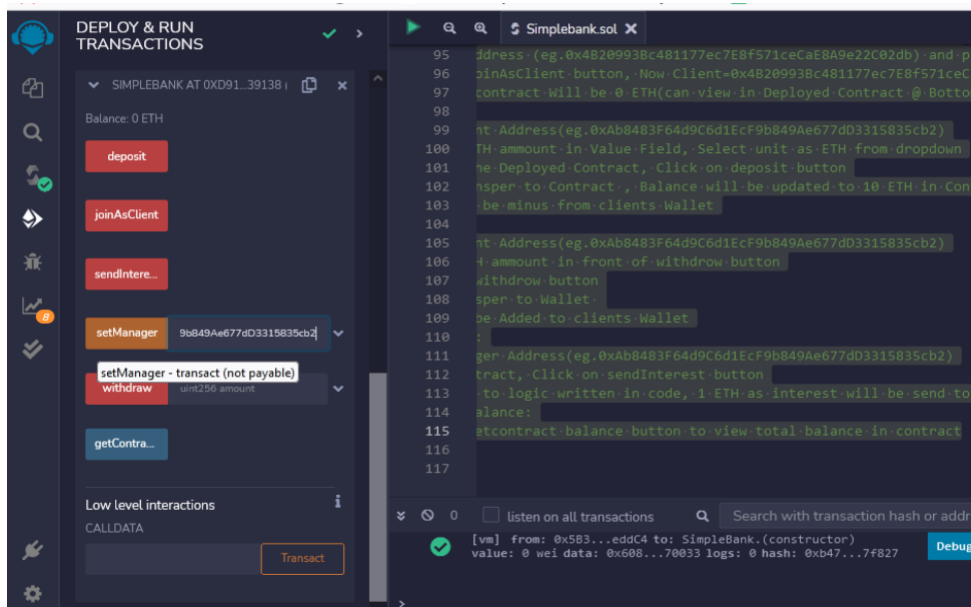 DEPLOY & RUN
TRANSACTIONS
SIMPLEBANK AT 0XD91...39138 (
Balance: 0 ETH
deposit
joinAsClient
sendIntere...
setManager 9b849Ae677dD3315835cb2
setManager - transact (not payable)
withdraw uint256 amount
getContra...
Low level interactions
i
CALLDATA
Transact
8
Simplebank.sol
95 ddress (eg.0x4B20993Bc481177ec7E8f571ceCaE8A9e22C02db) and p
96 oinAsClient button, Now Client=0x4B20993Bc481177ec7E8f571ceC
97 contract Will be 0 ETH(can view in Deployed Contract @ Botto
98
99 nt Address(eg.0xAb8483F64d9C6d1EcF9b849Ae677dD3315835cb2)
100 TH ammount in Value Field, Select unit as ETH from dropdown
101 he Deployed Contract, Click on deposit button
102 nsper to Contract , Balance will be updated to 10 ETH in Con
103 be minus from clients Wallet
104
105 nt Address(eg.0xAb8483F64d9C6d1EcF9b849Ae677dD3315835cb2)
106 H ammount in front of withdrow button
107 withdrow button
108 sper to Wallet
109 be Added to clients Wallet
110 :
111 ger Address(eg.0xAb8483F64d9C6d1EcF9b849Ae677dD3315835cb2)
112 tract, Click on sendInterest button
113 to logic written in code, 1 ETH as interest will be send to
114 alance:
115 etcontract balance button to view total balance in contract
116
117
0 listen on all transactions Search with transaction hash or addr
[vm] from: 0x5B3...eddC4 to: SimpleBank.(constructor)
value: 0 wei data: 0x608...70033 logs: 0 hash: 0xb47...7f827
Debug
>